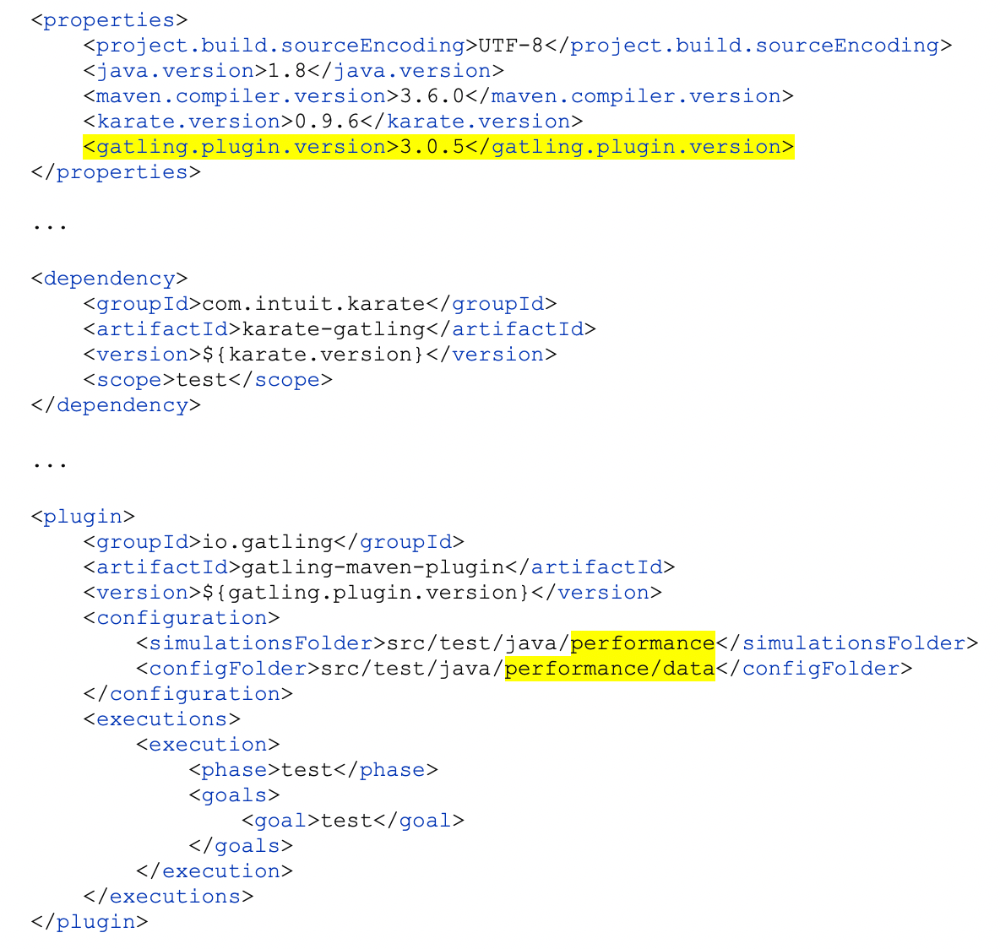 <properties>
    <project.build.sourceEncoding>UTF-8</project.build.sourceEncoding>
    <java.version>1.8</java.version>
    <maven.compiler.version>3.6.0</maven.compiler.version>
    <karate.version>0.9.6</karate.version>
    <gatling.plugin.version>3.0.5</gatling.plugin.version>
</properties>
...
<dependency>
    <groupId>com.intuit.karate</groupId>
    <artifactId>karate-gatling</artifactId>
    <version>${karate.version}</version>
    <scope>test</scope>
</dependency>
...
<plugin>
    <groupId>io.gatling</groupId>
    <artifactId>gatling-maven-plugin</artifactId>
    <version>${gatling.plugin.version}</version>
    <configuration>
        <simulationsFolder>src/test/java/performance</simulationsFolder>
        <configFolder>src/test/java/performance/data</configFolder>
    </configuration>
    <executions>
        <execution>
            <phase>test</phase>
            <goals>
                <goal>test</goal>
            </goals>
        </execution>
    </executions>
</plugin>